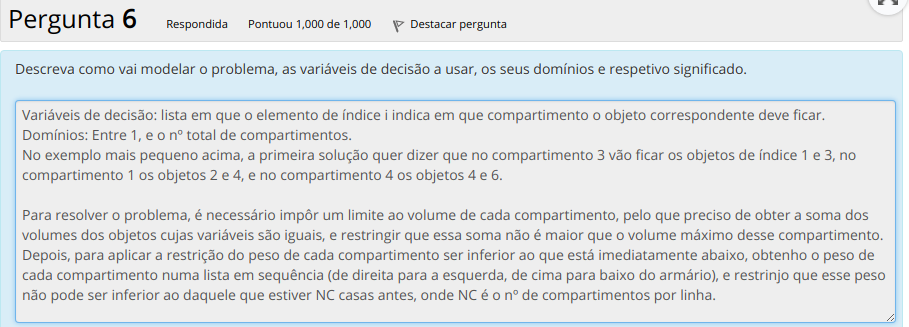 Pergunta 6
Respondida
Pontuou 1,000 de 1,000
Destacar pergunta
Descreva como vai modelar o problema, as variáveis de decisão a usar, os seus domínios e respetivo significado.
Variáveis de decisão: lista em que o elemento de índice i indica em que compartimento o objeto correspondente deve ficar.
Domínios: Entre 1, e o nº total de compartimentos.
No exemplo mais pequeno acima, a primeira solução quer dizer que no compartimento 3 vão ficar os objetos de índice 1 e 3, no
compartimento 1 os objetos 2 e 4, e no compartimento 4 os objetos 4 e 6.
Para resolver o problema, é necessário impôr um limite ao volume de cada compartimento, pelo que preciso de obter a soma dos
volumes dos objetos cujas variáveis são iguais, e restringir que essa soma não é maior que o volume máximo desse compartimento.
Depois, para aplicar a restrição do peso de cada compartimento ser inferior ao que está imediatamente abaixo, obtenho o peso de
cada compartimento numa lista em sequência (de direita para a esquerda, de cima para baixo do armário), e restrinjo que esse peso
não pode ser inferior ao daquele que estiver NC casas antes, onde NC é o nº de compartimentos por linha.